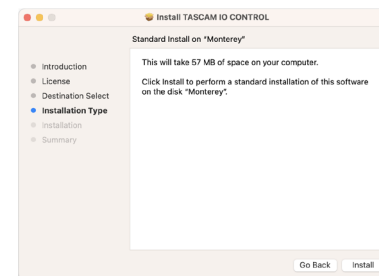 Install TASCAM IO CONTROL
Standard Install on “Monterey”
Introduction
License
Destination Select
Installation Type
Installation
Summary
This will take 57 MB of space on your computer.
Click Install to perform a standard installation of this software
on the disk “Monterey”.
Go Back
Install